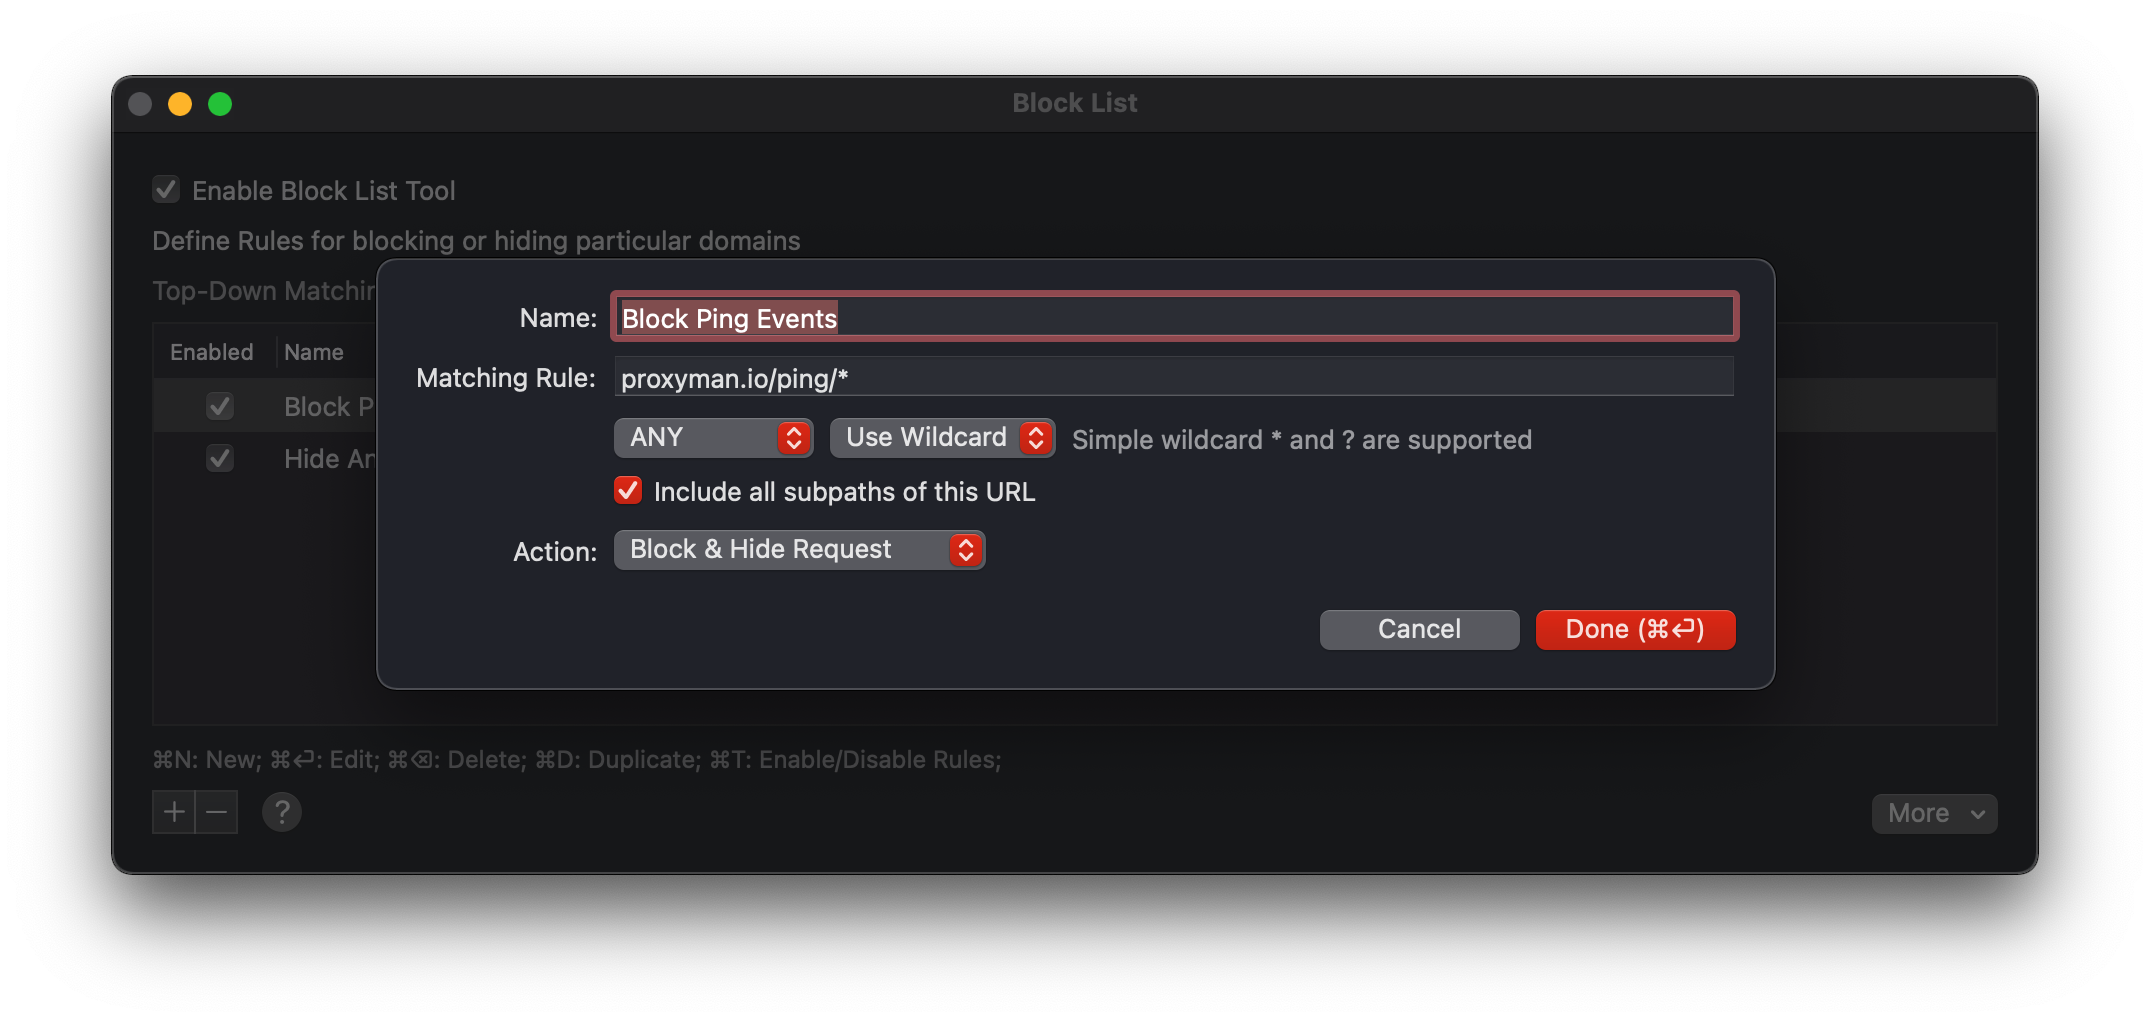 Block List
Enable Block List Tool
Define Rules for blocking or hiding particular domains
Top-Down
Name: Block Ping Events
Enabled Name
Matching Rule: proxyman.io/ping/*
Block
ANY Use Wildcard Simple wildcard * and ? are supported
Hide
Include all subpaths of this URL
Action: Block & Hide Request
Cancel Done (⌘⏎)
⌘N: New; ⌘⏎: Edit; ⌘⌫: Delete; ⌘D: Duplicate; ⌘T: Enable/Disable Rules;
+ − ? More